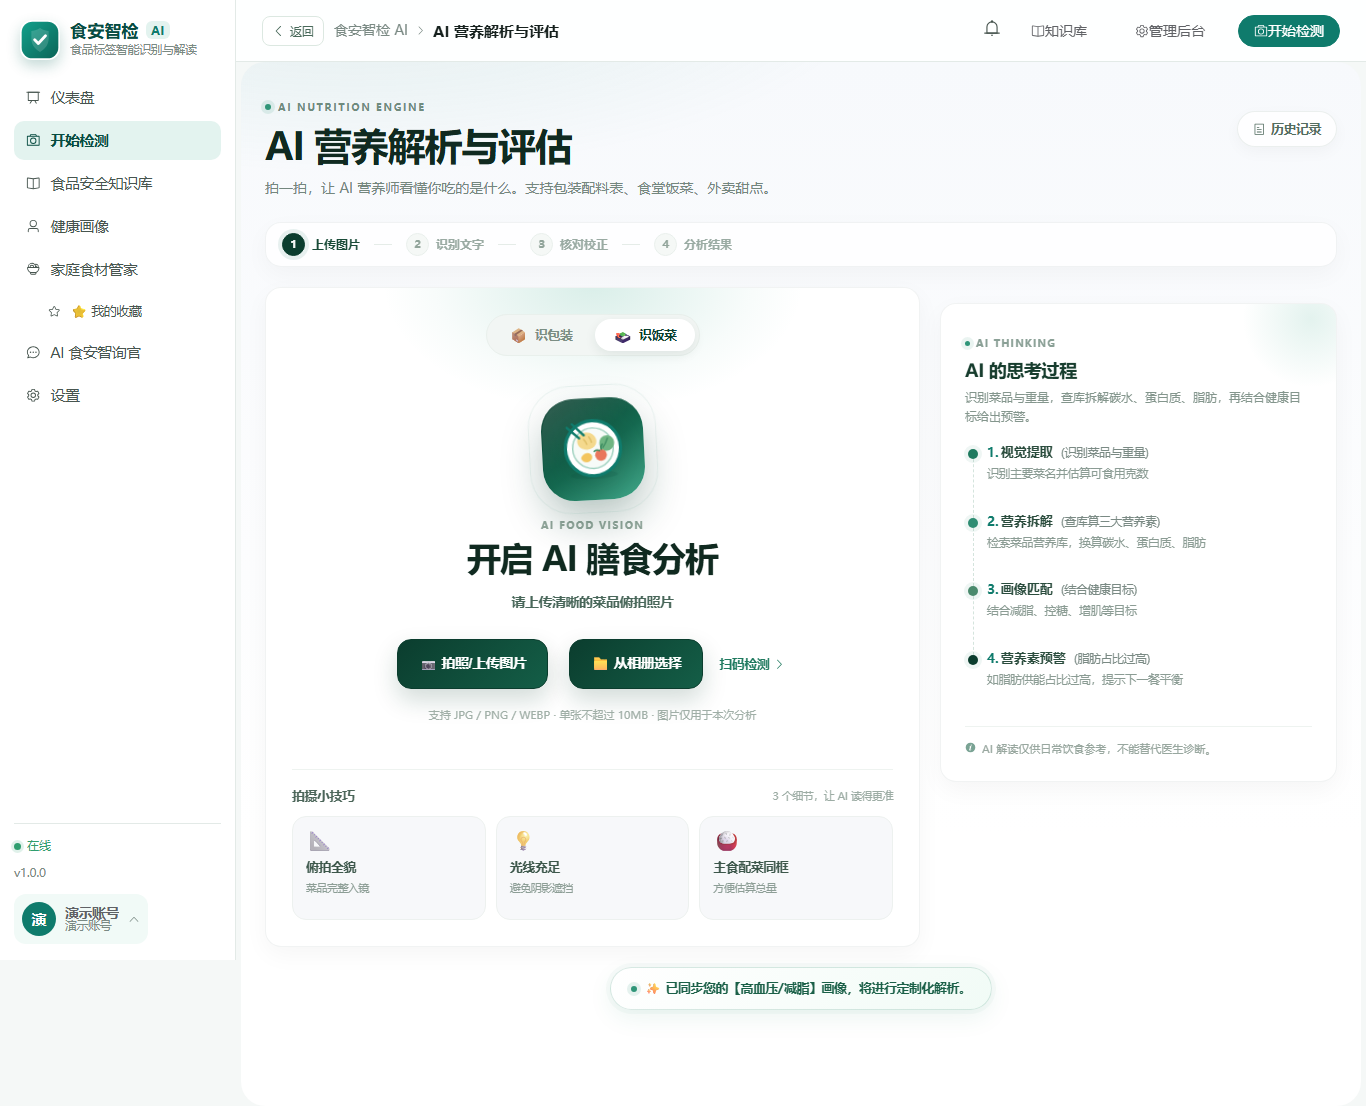 食安智检 AI
食品标签智能识别与解读
仪表盘
开始检测
食品安全知识库
健康画像
家庭食材管家
我的收藏
AI 食安智询官
设置
在线
v1.0.0
演
演示账号
演示账号
返回
食安智检 AI
AI 营养解析与评估
知识库
管理后台
开始检测
AI NUTRITION ENGINE
AI 营养解析与评估
拍一拍，让 AI 营养师看懂你吃的是什么。支持包装配料表、食堂饭菜、外卖甜点。
历史记录
1 上传图片
2 识别文字
3 核对校正
4 分析结果
识包装
识饭菜
AI FOOD VISION
开启 AI 膳食分析
请上传清晰的菜品俯拍照片
拍照/上传图片
从相册选择
扫码检测
支持 JPG / PNG / WEBP · 单张不超过 10MB · 图片仅用于本次分析
拍摄小技巧
3 个细节，让 AI 读得更准
俯拍全貌
菜品完整入镜
光线充足
避免阴影遮挡
主食配菜同框
方便估算总量
AI THINKING
AI 的思考过程
识别菜品与重量，查库拆解碳水、蛋白质、脂肪，再结合健康目
标给出预警。
1. 视觉提取 (识别菜品与重量)
识别主要菜名并估算可食用克数
2. 营养拆解 (查库算三大营养素)
检索菜品营养库，换算碳水、蛋白质、脂肪
3. 画像匹配 (结合健康目标)
结合减脂、控糖、增肌等目标
4. 营养素预警 (脂肪占比过高)
如脂肪供能占比过高，提示下一餐平衡
AI 解读仅供日常饮食参考，不能替代医生诊断。
已同步您的【高血压/减脂】画像，将进行定制化解析。